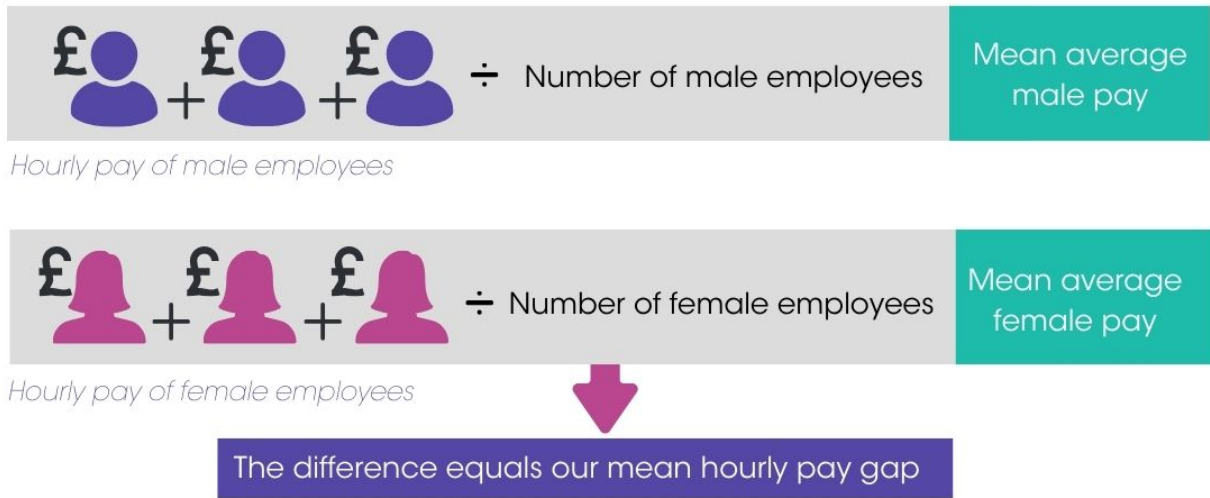 £ + £ + £ ÷ Number of male employees
Mean average
male pay
Hourly pay of male employees
£ + £ + £ ÷ Number of female employees
Mean average
female pay
Hourly pay of female employees
The difference equals our mean hourly pay gap